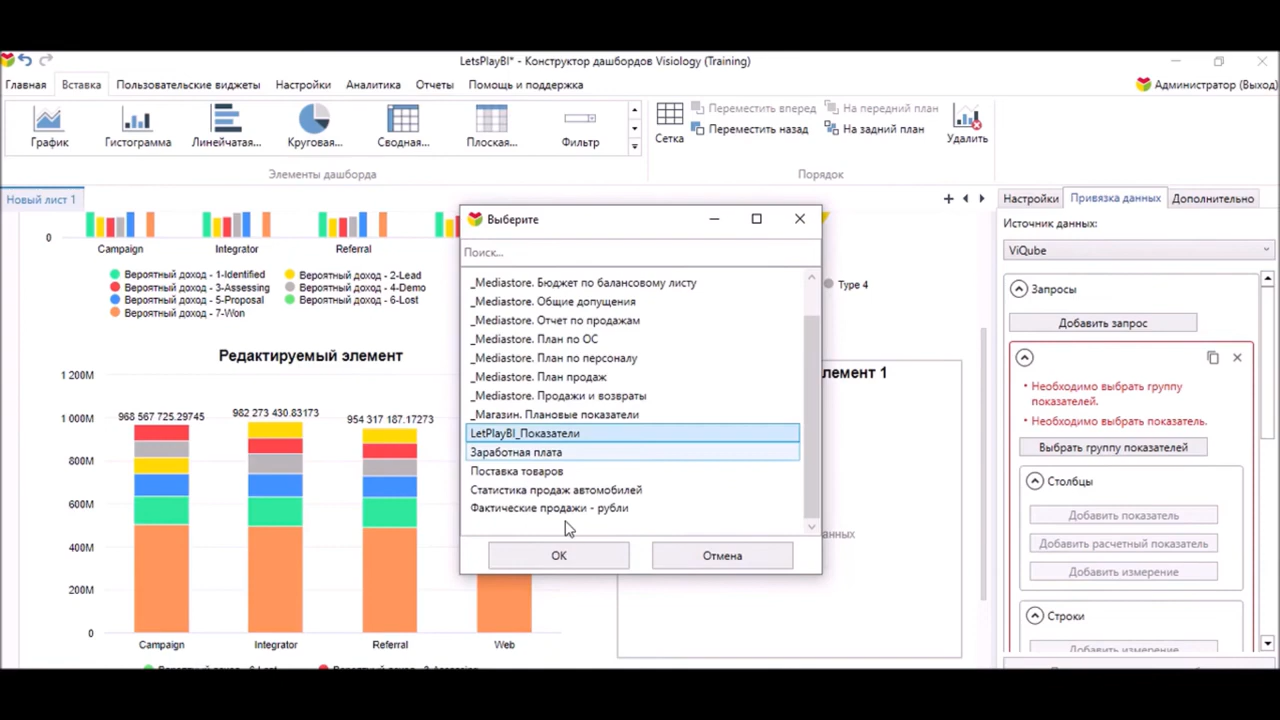 LetsPlayBI* - Конструктор дашбордов Visiology (Training)
Главная Вставка Пользовательские виджеты Настройки Аналитика Отчеты Помощь и поддержка
Администратор (Выход)
График Гистограмма Линейчатая... Круговая... Сводная... Плоская... Фильтр
Элементы дашборда
Сетка
Переместить вперед На передний план
Переместить назад На задний план
Удалить
Порядок
Новый лист 1
0
Campaign Integrator Referral
Вероятный доход - 1-Identified Вероятный доход - 2-Lead
Вероятный доход - 3-Assessing Вероятный доход - 4-Demo
Вероятный доход - 5-Proposal Вероятный доход - 6-Lost
Вероятный доход - 7-Won
Type 4
Редактируемый элемент
1 200M
1 000M
800M
600M
400M
200M
0
968 567 725.29745 982 273 430.83173 954 317 187.17273
Campaign Integrator Referral Web
элемент 1
Выберите
Поиск...
_Mediastore. Бюджет по балансовому листу
_Mediastore. Общие допущения
_Mediastore. Отчет по продажам
_Mediastore. План по ОС
_Mediastore. План по персоналу
_Mediastore. План продаж
_Mediastore. Продажи и возвраты
_Магазин. Плановые показатели
LetPlayBI_Показатели
Заработная плата
Поставка товаров
Статистика продаж автомобилей
Фактические продажи - рубли
OK Отмена
Настройки Привязка данных Дополнительно
Источник данных:
ViQube
Запросы
Добавить запрос
• Необходимо выбрать группу
показателей.
• Необходимо выбрать показатель.
Выбрать группу показателей
Столбцы
Добавить показатель
Добавить расчетный показатель
Добавить измерение
Строки
Добавить измерение